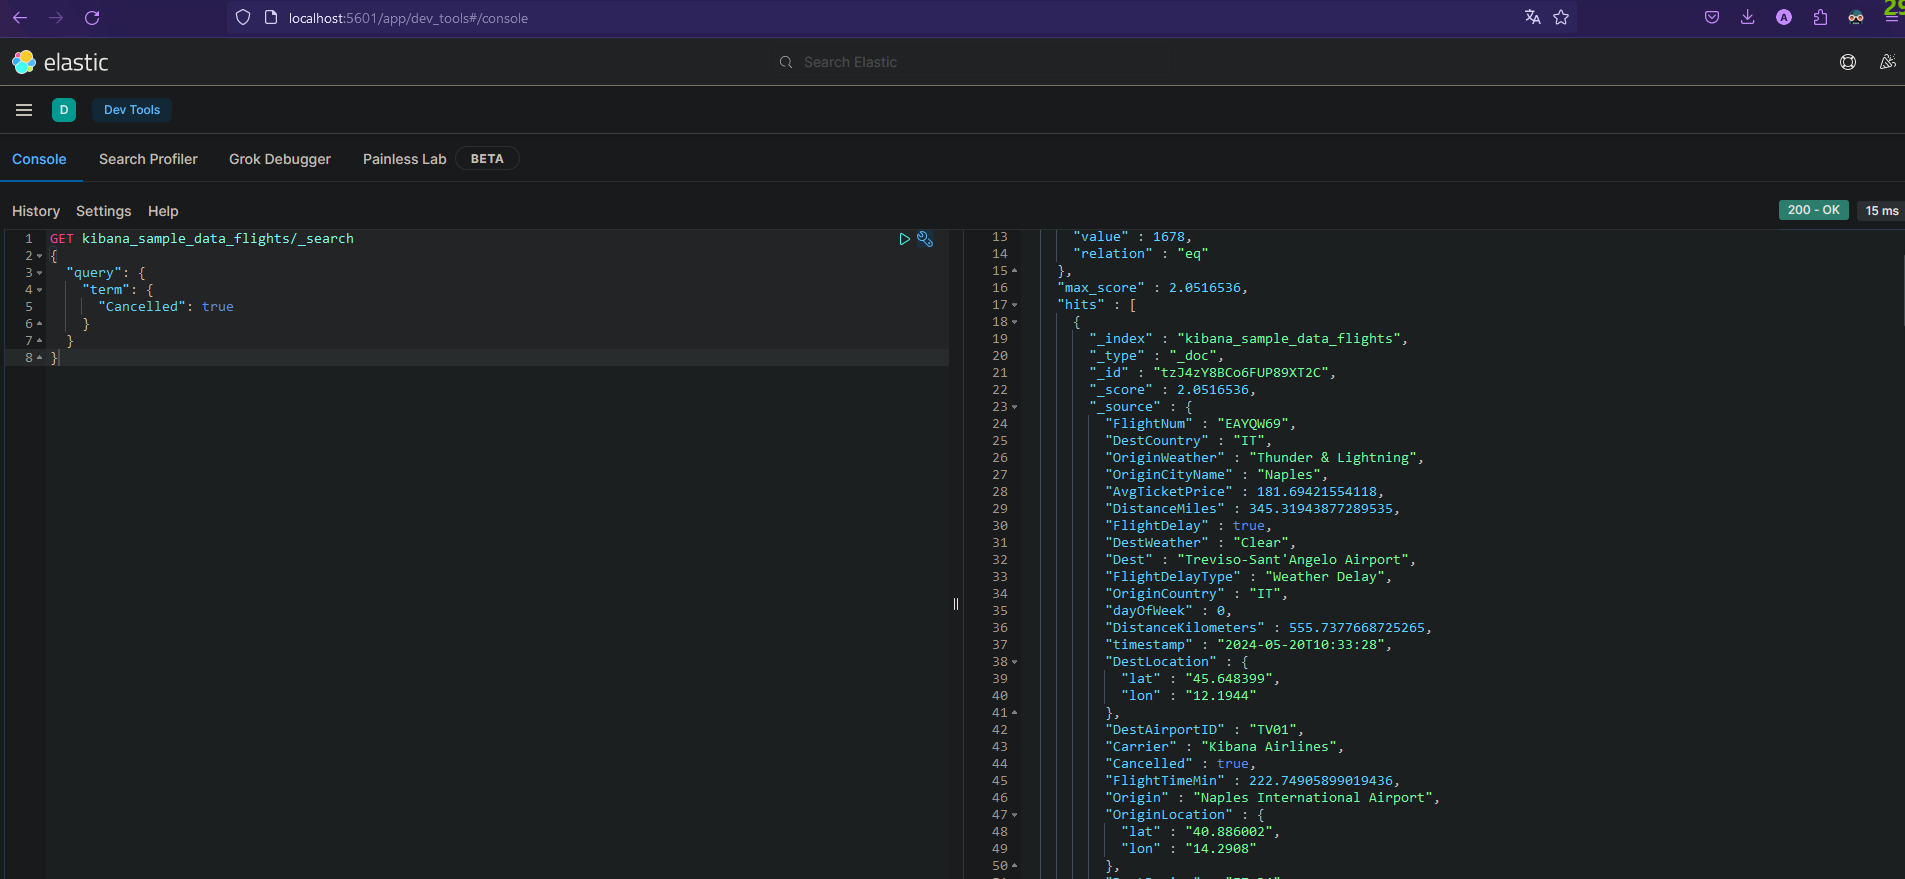 localhost:5601/app/dev_tools#/console
29
elastic
Search Elastic
D
Dev Tools
Console
Search Profiler
Grok Debugger
Painless Lab
BETA
History
Settings
Help
200 - OK
15 ms
1 GET kibana_sample_data_flights/_search
2 {
3 "query": {
4 "term": {
5 "Cancelled": true
6 }
7 }
8 }
13 "value" : 1678,
14 "relation" : "eq"
15 },
16 "max_score" : 2.0516536,
17 "hits" : [
18 {
19 "_index" : "kibana_sample_data_flights",
20 "_type" : "_doc",
21 "_id" : "tzJ4zY8BCo6FUP89XT2C",
22 "_score" : 2.0516536,
23 "_source" : {
24 "FlightNum" : "EAYQW69",
25 "DestCountry" : "IT",
26 "OriginWeather" : "Thunder & Lightning",
27 "OriginCityName" : "Naples",
28 "AvgTicketPrice" : 181.69421554118,
29 "DistanceMiles" : 345.31943877289535,
30 "FlightDelay" : true,
31 "DestWeather" : "Clear",
32 "Dest" : "Treviso-Sant'Angelo Airport",
33 "FlightDelayType" : "Weather Delay",
34 "OriginCountry" : "IT",
35 "dayOfWeek" : 0,
36 "DistanceKilometers" : 555.7377668725265,
37 "timestamp" : "2024-05-20T10:33:28",
38 "DestLocation" : {
39 "lat" : "45.648399",
40 "lon" : "12.1944"
41 },
42 "DestAirportID" : "TV01",
43 "Carrier" : "Kibana Airlines",
44 "Cancelled" : true,
45 "FlightTimeMin" : 222.74905899019436,
46 "Origin" : "Naples International Airport",
47 "OriginLocation" : {
48 "lat" : "40.886002",
49 "lon" : "14.2908"
50 },